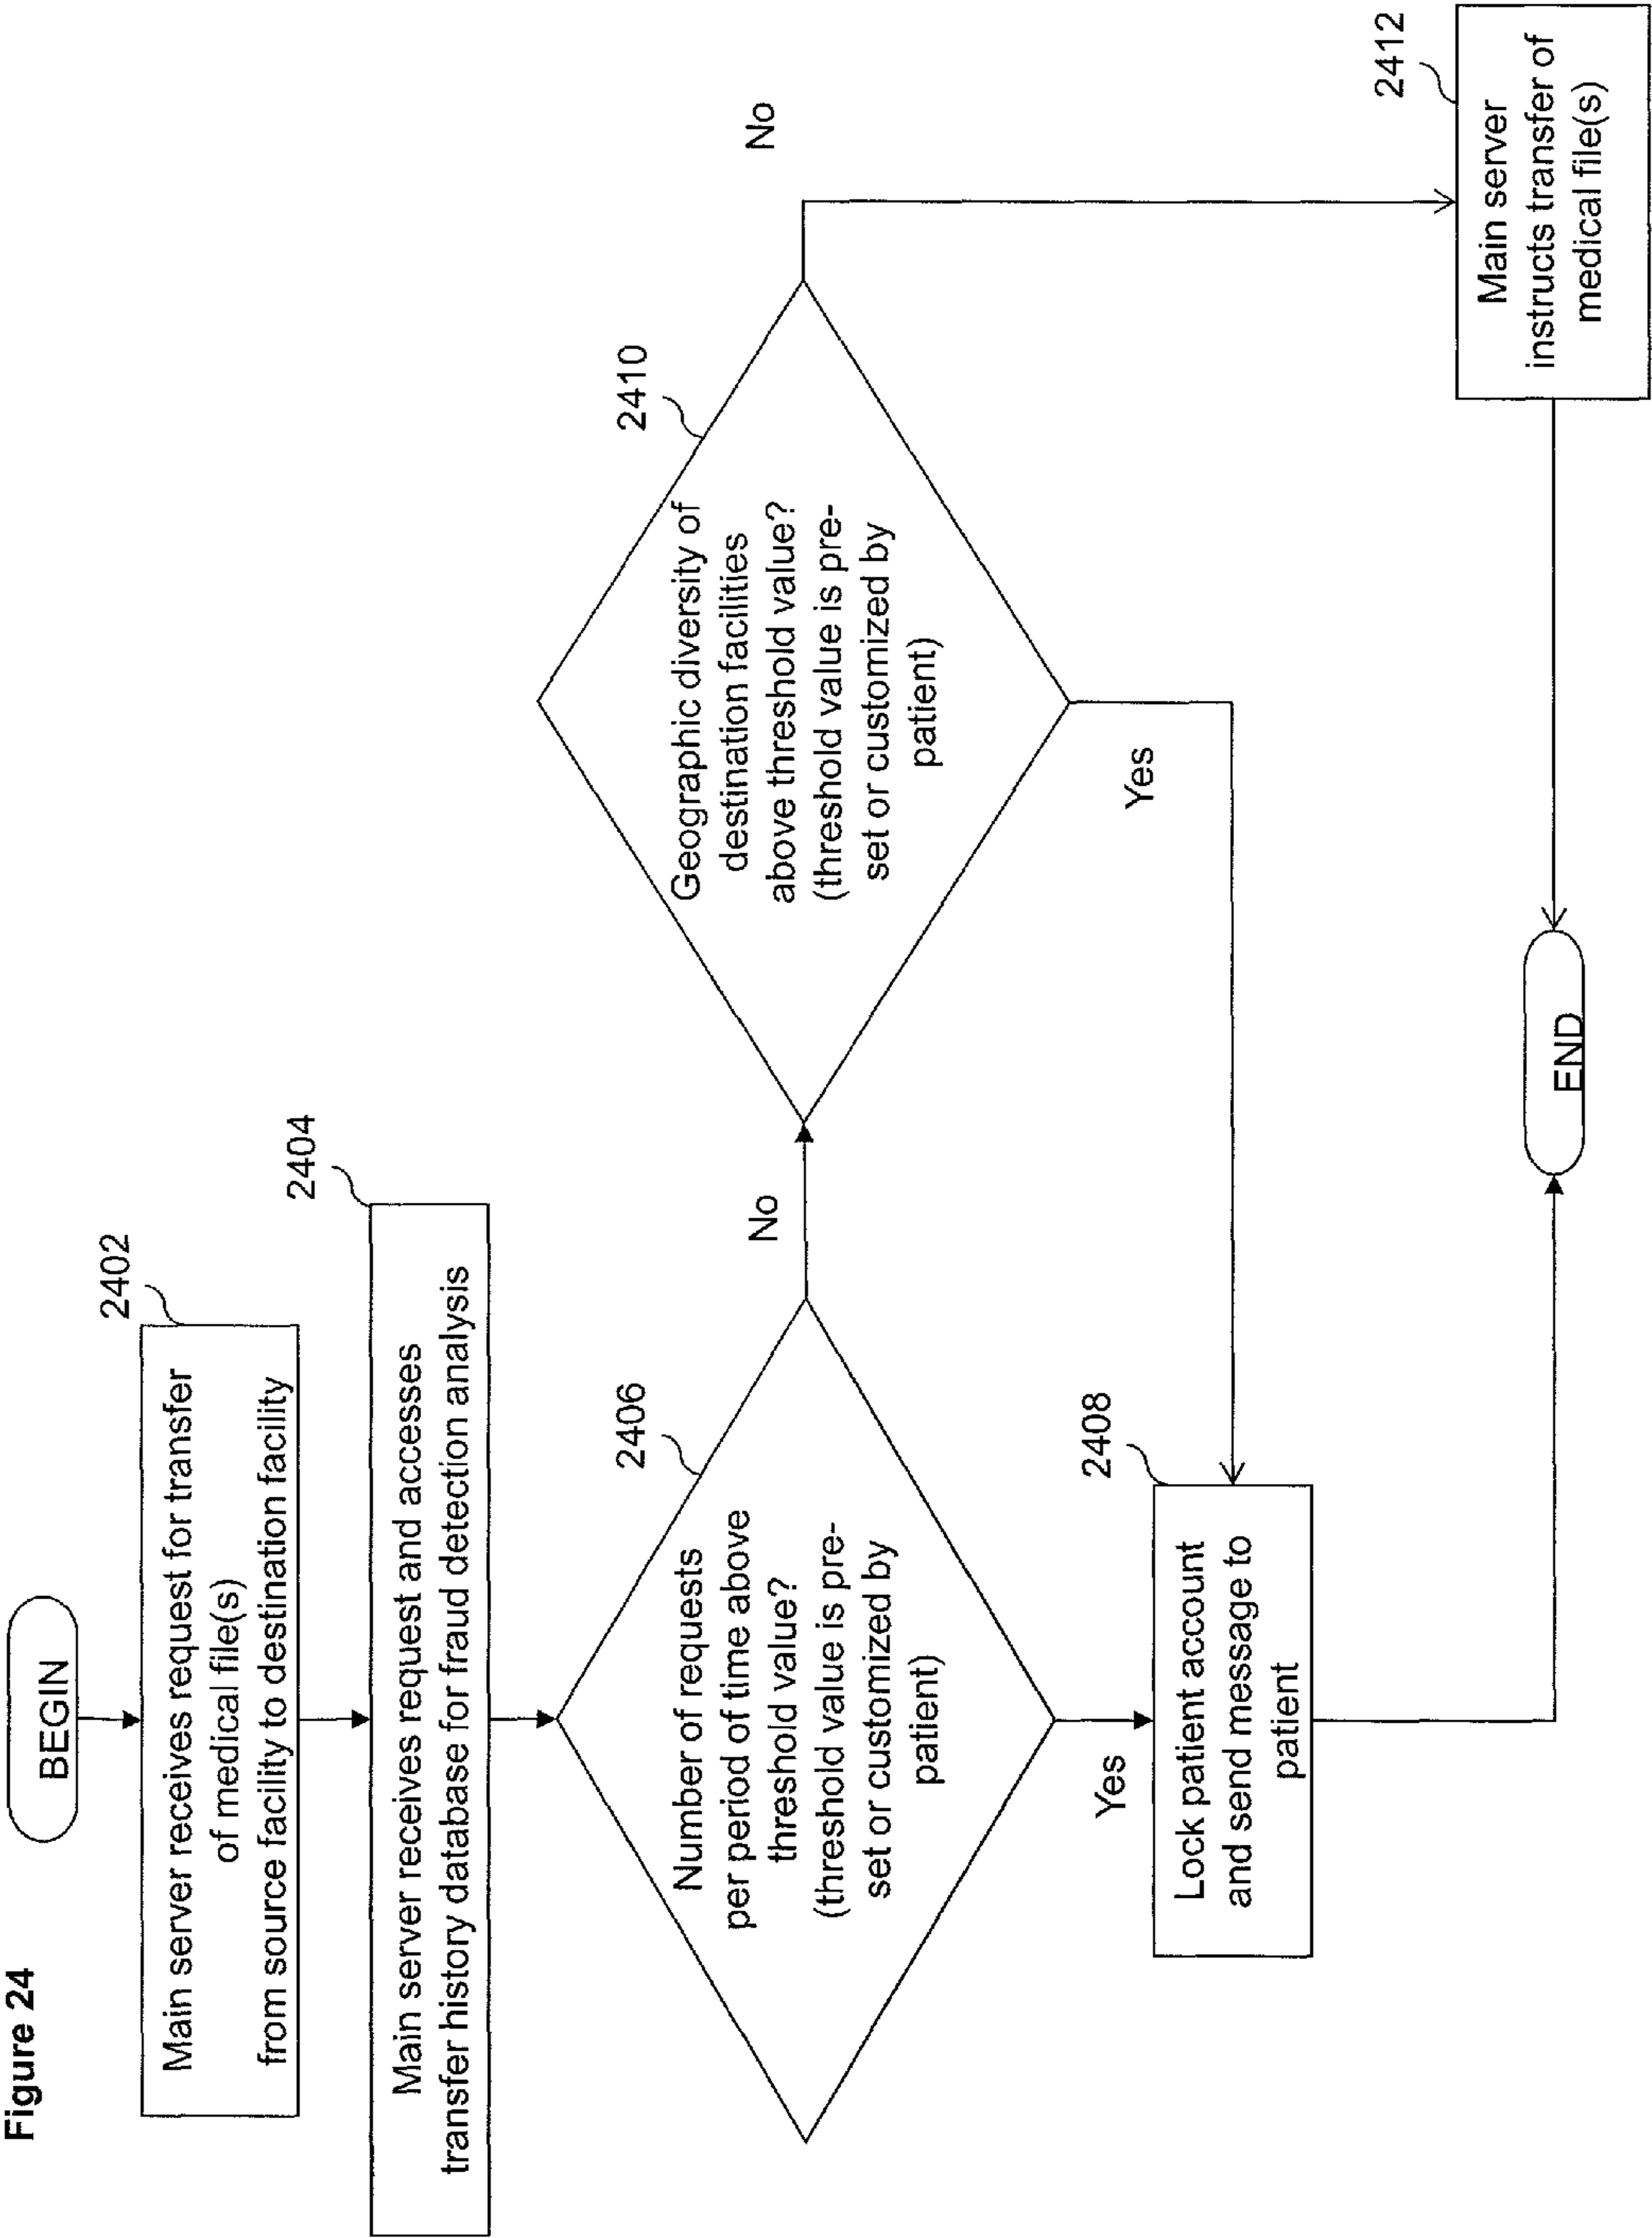 Figure 24
BEGIN
2402
Main server receives request for transfer
of medical file(s)
from source facility to destination facility
2404
Main server receives request and accesses
transfer history database for fraud detection analysis
2406
Number of requests
per period of time above
threshold value?
(threshold value is pre-
set or customized by
patient)
No
Yes
2410
Geographic diversity of
destination facilities
above threshold value?
(threshold value is pre-
set or customized by
patient)
No
Yes
2408
Lock patient account
and send message to
patient
2412
Main server
instructs transfer of
medical file(s)
END